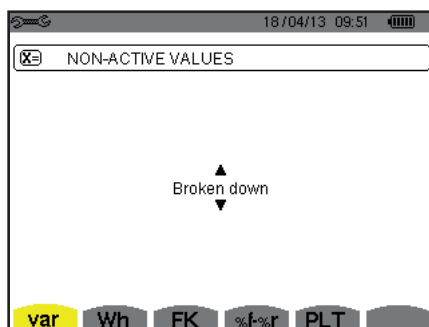 18/04/13 09:51
X= NON-ACTIVE VALUES
Broken down
var Wh FK %f-%r PLT